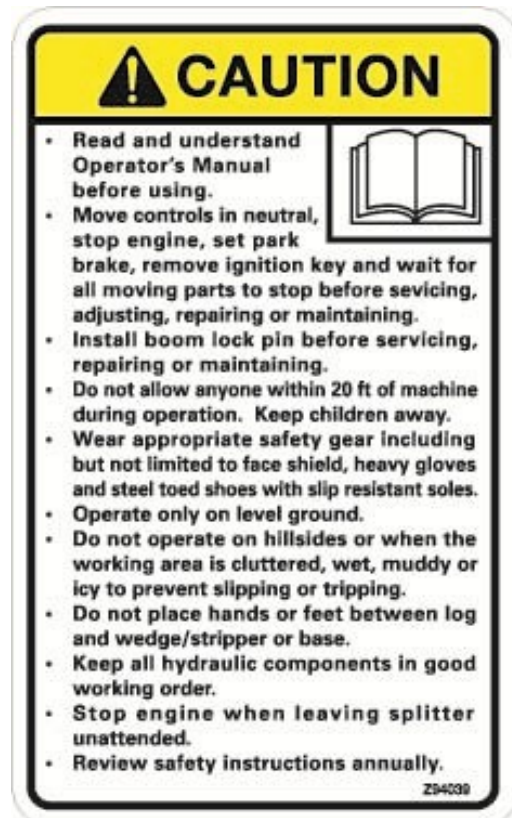 CAUTION
• Read and understand
Operator's Manual
before using.
• Move controls in neutral,
stop engine, set park
brake, remove ignition key and wait for
all moving parts to stop before sevicing,
adjusting, repairing or maintaining.
• Install boom lock pin before servicing,
repairing or maintaining.
• Do not allow anyone within 20 ft of machine
during operation. Keep children away.
• Wear appropriate safety gear including
but not limited to face shield, heavy gloves
and steel toed shoes with slip resistant soles.
• Operate only on level ground.
• Do not operate on hillsides or when the
working area is cluttered, wet, muddy or
icy to prevent slipping or tripping.
• Do not place hands or feet between log
and wedge/stripper or base.
• Keep all hydraulic components in good
working order.
• Stop engine when leaving splitter
unattended.
• Review safety instructions annually.
Z94039